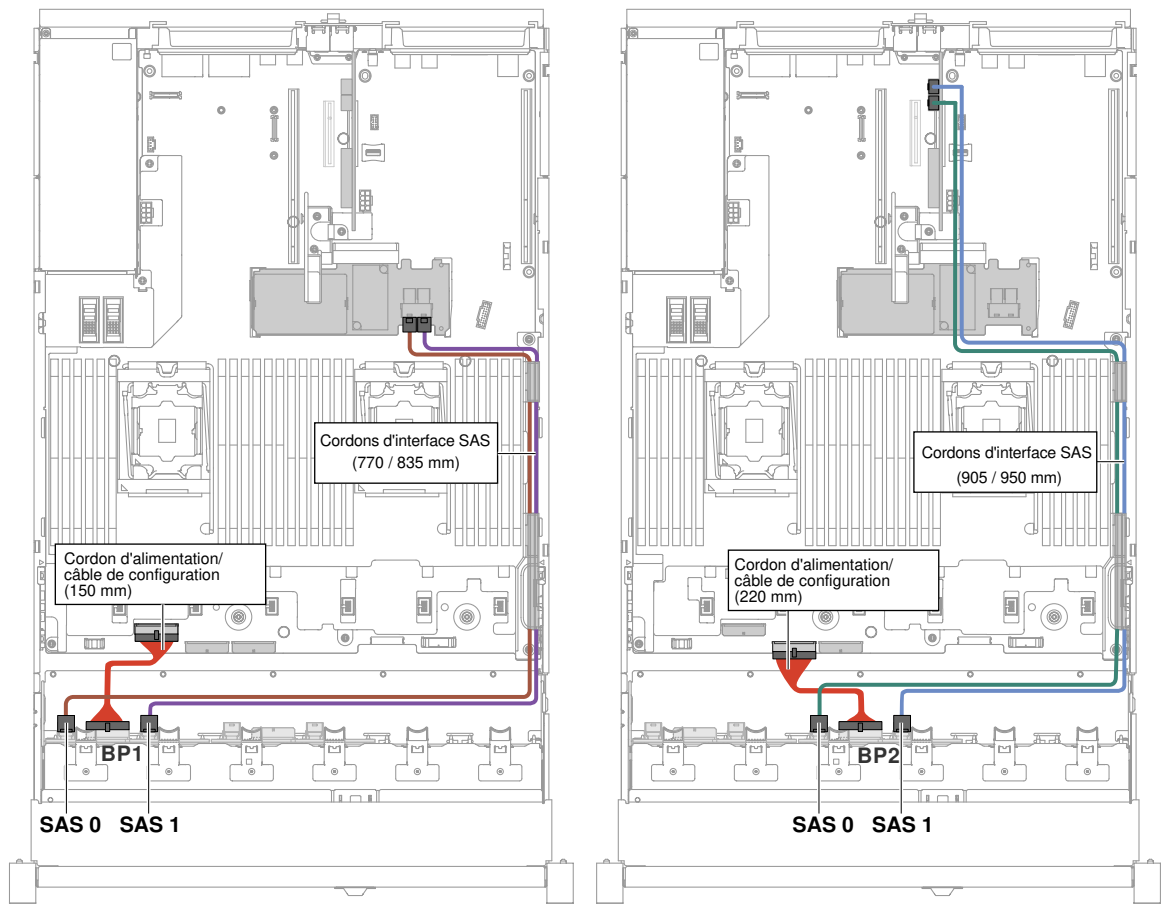 Cordons d'interface SAS
(770 / 835 mm)
Cordon d'alimentation/
câble de configuration
(150 mm)
BP1
SAS 0
SAS 1
Cordons d'interface SAS
(905 / 950 mm)
Cordon d'alimentation/
câble de configuration
(220 mm)
BP2
SAS 0
SAS 1